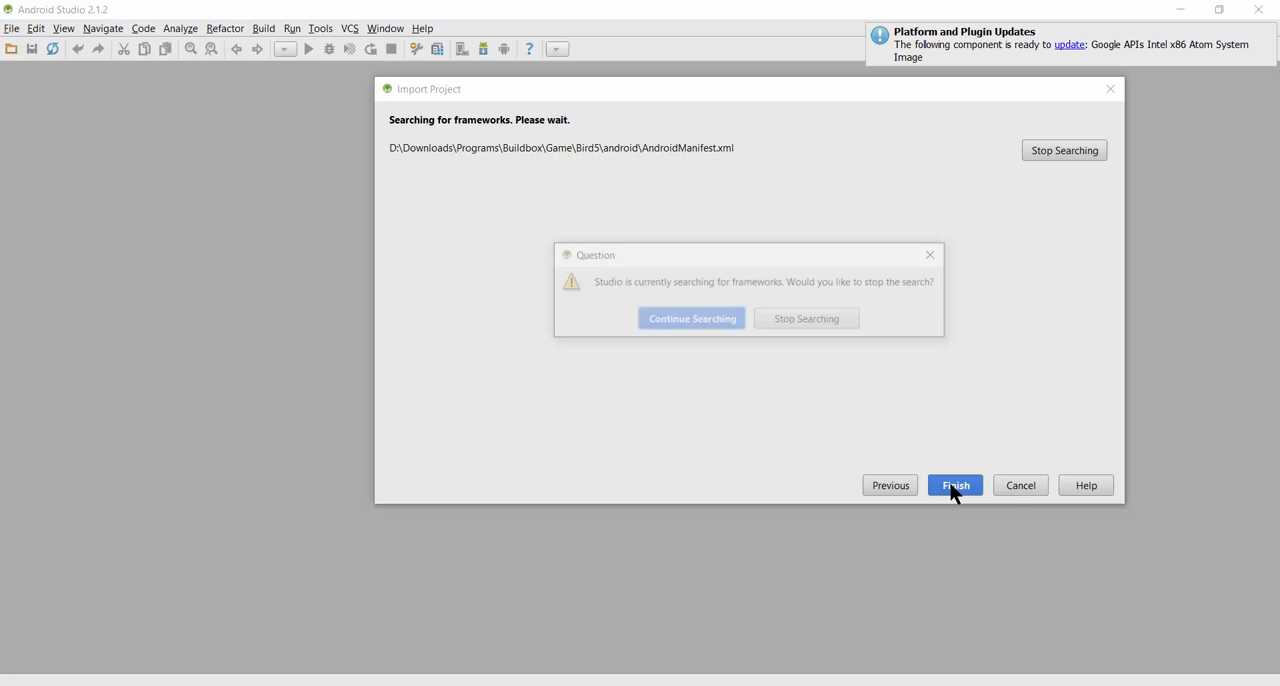 Android Studio 2.1.2
File Edit View Navigate Code Analyze Refactor Build Run Tools VCS Window Help
Platform and Plugin Updates
The following component is ready to update: Google APIs Intel x86 Atom System
Image
Import Project
Searching for frameworks. Please wait.
D:\Downloads\Programs\Buildbox\Game\Bird5\android\AndroidManifest.xml
Stop Searching
Question
Studio is currently searching for frameworks. Would you like to stop the search?
Continue Searching Stop Searching
Previous Finish Cancel Help